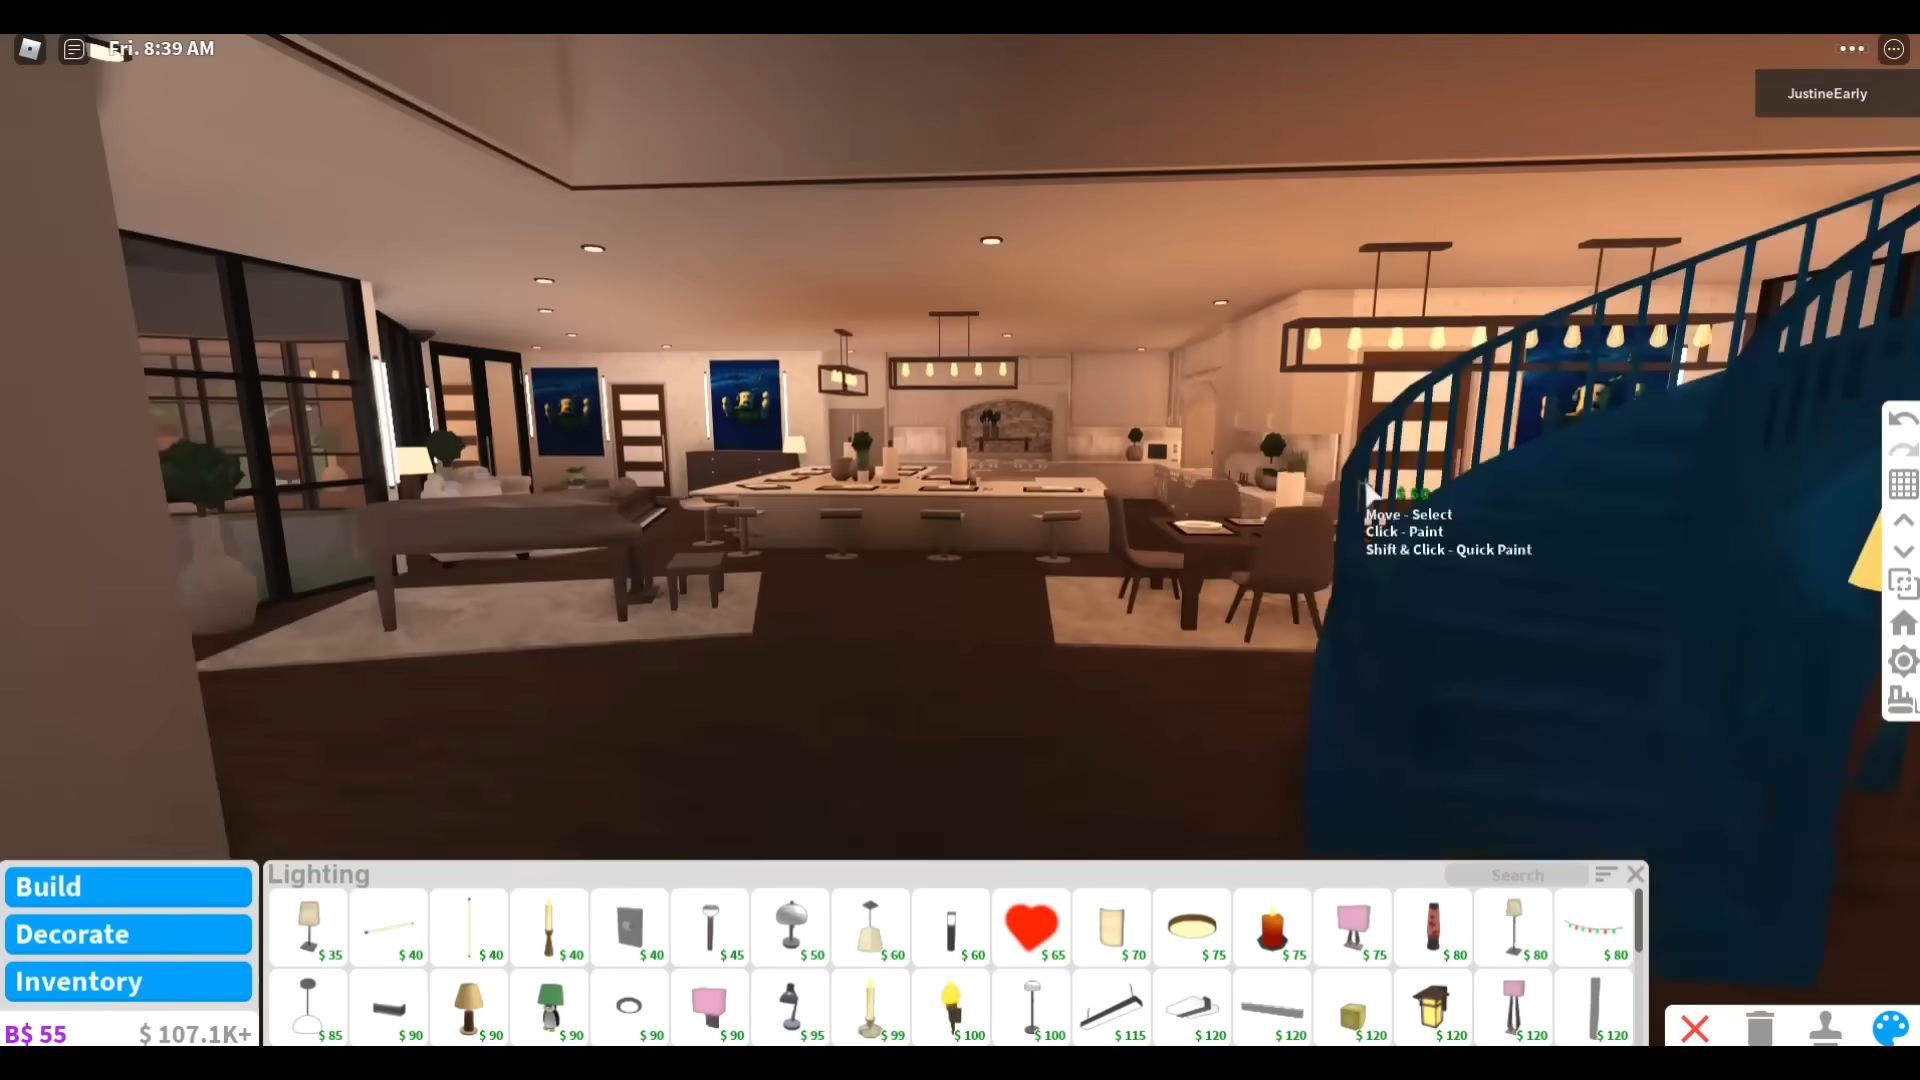 Fri. 8:39 AM
JustineEarly
Move - Select
Click - Paint
Shift & Click - Quick Paint
Build
Decorate
Inventory
B$ 55
$ 107.1K+
Lighting
Search
$ 35
$ 40
$ 40
$ 40
$ 40
$ 45
$ 50
$ 60
$ 60
$ 65
$ 70
$ 75
$ 75
$ 75
$ 80
$ 80
$ 80
$ 85
$ 90
$ 90
$ 90
$ 90
$ 90
$ 95
$ 99
$ 100
$ 100
$ 115
$ 120
$ 120
$ 120
$ 120
$ 120
$ 120